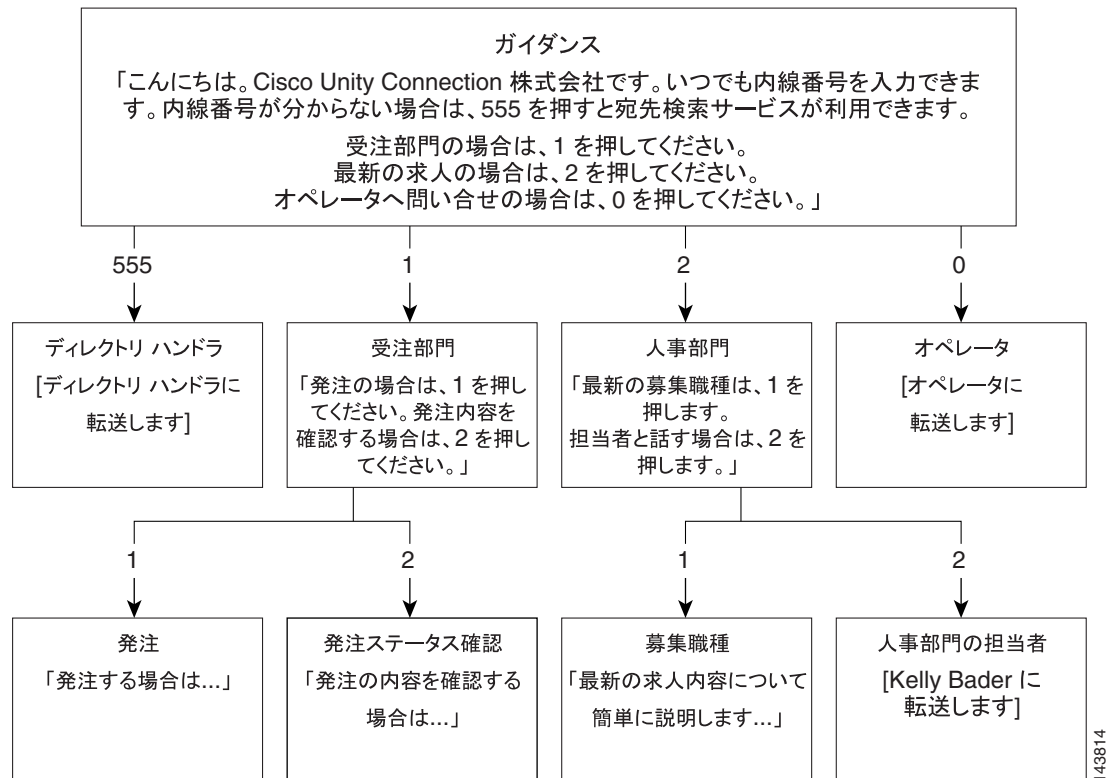 ガイダンス
「こんにちは。Cisco Unity Connection 株式会社です。いつでも内線番号を入力できま
す。内線番号が分からない場合は、555 を押すと宛先検索サービスが利用できます。
受注部門の場合は、1 を押してください。
最新の求人の場合は、2 を押してください。
オペレータへ問い合せの場合は、0 を押してください。」
555
1
2
0
ディレクトリ ハンドラ
[ディレクトリ ハンドラに
転送します]
受注部門
「発注の場合は、1 を押し
てください。発注内容を
確認する場合は、2 を押し
てください。」
人事部門
「最新の募集職種は、1 を
押します。
担当者と話す場合は、2 を
押します。」
オペレータ
[オペレータに
転送します]
1
2
1
2
発注
「発注する場合は...」
発注ステータス確認
「発注の内容を確認する
場合は...」
募集職種
「最新の求人内容について
簡単に説明します...」
人事部門の担当者
[Kelly Bader に
転送します]
143814